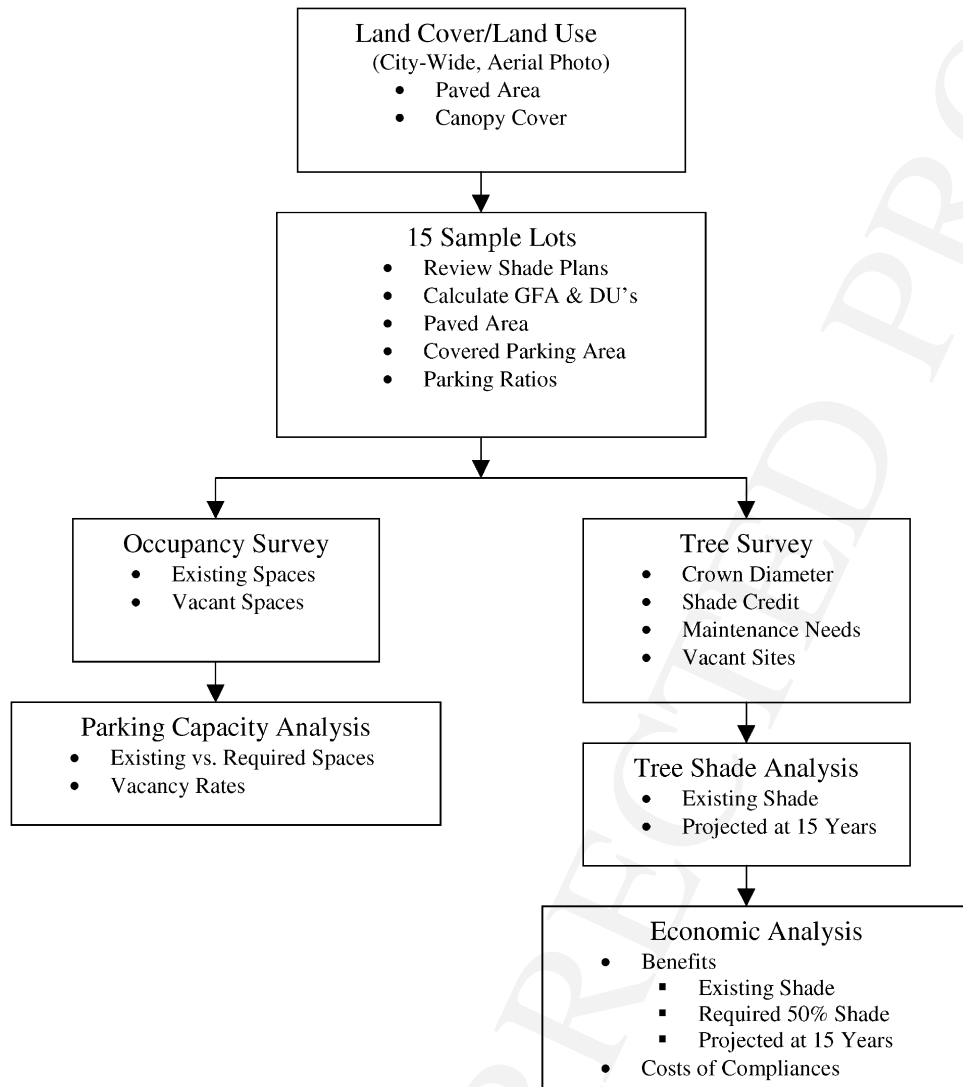 Land Cover/Land Use
(City-Wide, Aerial Photo)
• Paved Area
• Canopy Cover
15 Sample Lots
• Review Shade Plans
• Calculate GFA & DU's
• Paved Area
• Covered Parking Area
• Parking Ratios
Occupancy Survey
• Existing Spaces
• Vacant Spaces
Parking Capacity Analysis
• Existing vs. Required Spaces
• Vacancy Rates
Tree Survey
• Crown Diameter
• Shade Credit
• Maintenance Needs
• Vacant Sites
Tree Shade Analysis
• Existing Shade
• Projected at 15 Years
Economic Analysis
• Benefits
▪ Existing Shade
▪ Required 50% Shade
▪ Projected at 15 Years
• Costs of Compliances
RECTED PRO